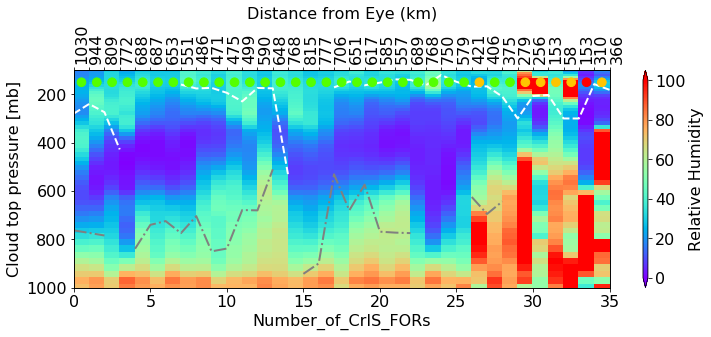 Distance from Eye (km)
1030 944 809 772 688 687 653 551 486 471 475 499 590 648 768 815 777 706 651 617 585 557 689 768 750 579 421 406 375 279 256 153 58 153 310 366
Cloud top pressure [mb]
200
400
600
800
1000
0 5 10 15 20 25 30 35
Number_of_CrIS_FORs
100
80
60
40
20
0
Relative Humidity